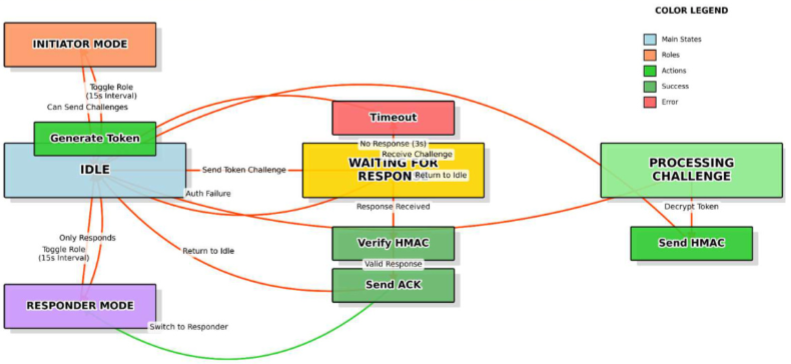 COLOR LEGEND
Main States
Roles
Actions
Success
Error
INITIATOR MODE
Toggle Role
(15s Interval)
Can Send Challenges
Generate Token
IDLE
Timeout
No Response (3s)
Receive Challenge
WAITING FOR
Return to Idle
PROCESSING
CHALLENGE
Send Token Challenge
Auth Failure
Response Received
Decrypt Token
Verify HMAC
Send HMAC
Valid Response
Send ACK
Only Responds
Toggle Role
(15s Interval)
Return to Idle
RESPONDER MODE
Switch to Responder